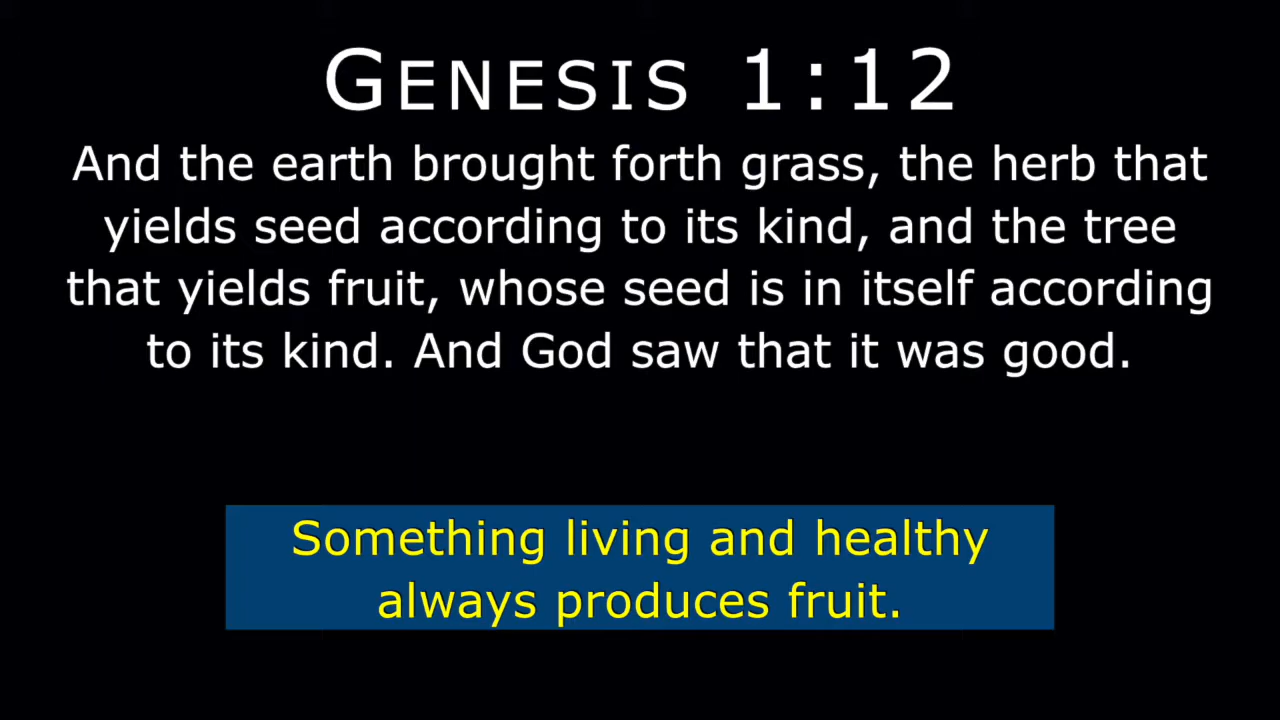 GENESIS 1:12
And the earth brought forth grass, the herb that
yields seed according to its kind, and the tree
that yields fruit, whose seed is in itself according
to its kind. And God saw that it was good.
Something living and healthy
always produces fruit.